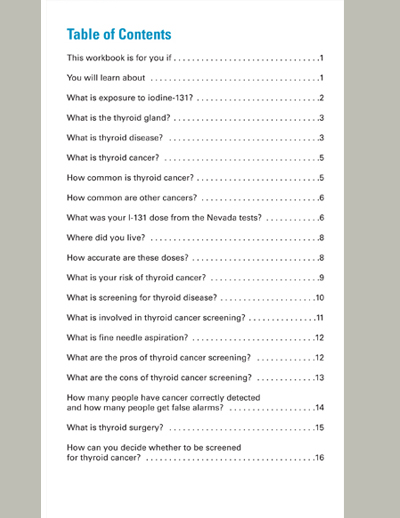 Table of Contents
This workbook is for you if . . . . . . . . . . . . . . . . . . . . . . . . . . . . . . . .1
You will learn about . . . . . . . . . . . . . . . . . . . . . . . . . . . . . . . . . . . . .1
What is exposure to iodine-131? . . . . . . . . . . . . . . . . . . . . . . . . . . .2
What is the thyroid gland? . . . . . . . . . . . . . . . . . . . . . . . . . . . . . . . .3
What is thyroid disease? . . . . . . . . . . . . . . . . . . . . . . . . . . . . . . . . .3
What is thyroid cancer? . . . . . . . . . . . . . . . . . . . . . . . . . . . . . . . . . .5
How common is thyroid cancer? . . . . . . . . . . . . . . . . . . . . . . . . . . .5
How common are other cancers? . . . . . . . . . . . . . . . . . . . . . . . . . .6
What was your I-131 dose from the Nevada tests? . . . . . . . . . . . .6
Where did you live? . . . . . . . . . . . . . . . . . . . . . . . . . . . . . . . . . . . . .8
How accurate are these doses? . . . . . . . . . . . . . . . . . . . . . . . . . . . .8
What is your risk of thyroid cancer? . . . . . . . . . . . . . . . . . . . . . . . .9
What is screening for thyroid disease? . . . . . . . . . . . . . . . . . . . . .10
What is involved in thyroid cancer screening? . . . . . . . . . . . . . . .11
What is fine needle aspiration? . . . . . . . . . . . . . . . . . . . . . . . . . . .12
What are the pros of thyroid cancer screening? . . . . . . . . . . . . .12
What are the cons of thyroid cancer screening? . . . . . . . . . . . . .13
How many people have cancer correctly detected
and how many people get false alarms? . . . . . . . . . . . . . . . . . . .14
What is thyroid surgery? . . . . . . . . . . . . . . . . . . . . . . . . . . . . . . . .15
How can you decide whether to be screened
for thyroid cancer? . . . . . . . . . . . . . . . . . . . . . . . . . . . . . . . . . . . . .16